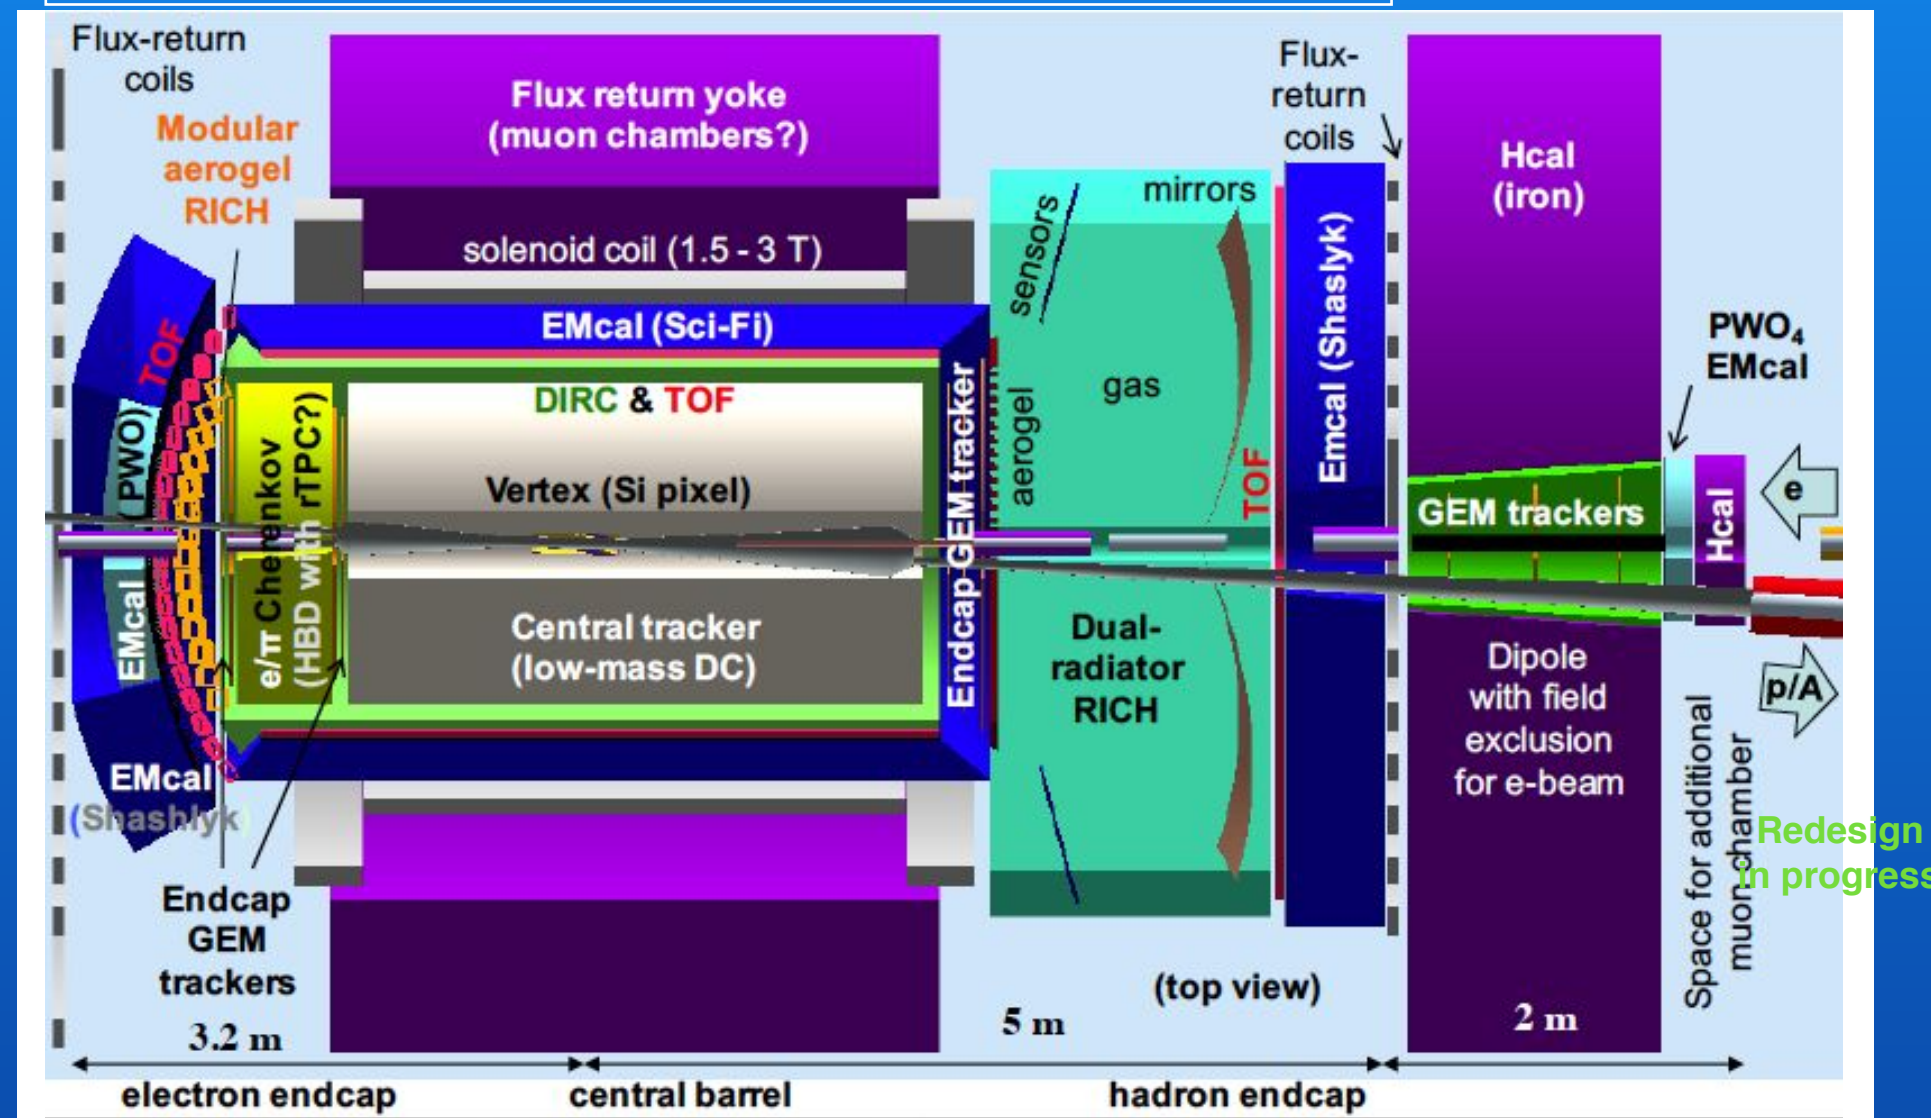 Flux-return
coils
Modular
aerogel
RICH
Flux return yoke
(muon chambers?)
solenoid coil (1.5 - 3 T)
EMcal (Sci-Fi)
DIRC & TOF
Vertex (Si pixel)
Central tracker
(low-mass DC)
TOF
(PWO)
EMcal
e/π Cherenkov
(HBD with rTPC?)
EMcal
(Shashlyk)
Endcap
GEM
trackers
Endcap GEM tracker
sensors
mirrors
aerogel
gas
Dual-
radiator
RICH
TOF
Emcal (Shaslyk)
Flux-
return
coils
Hcal
(iron)
GEM trackers
Dipole
with field
exclusion
for e-beam
PWO4
EMcal
Hcal
e
p/A
Space for additional
muon chamber
Redesign
in progress
(top view)
3.2 m
5 m
2 m
electron endcap
central barrel
hadron endcap